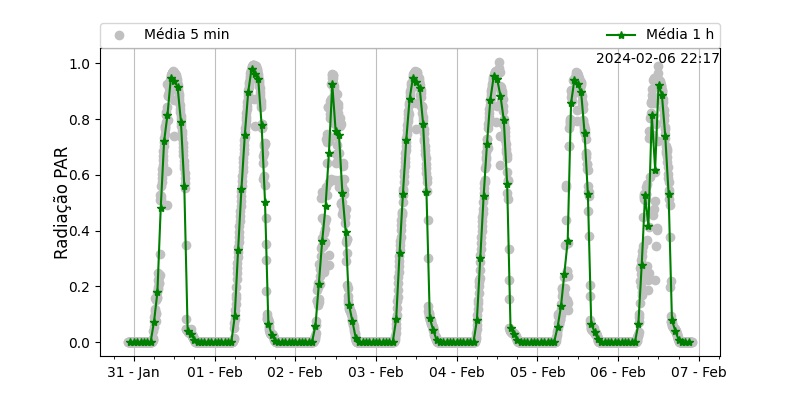 Média 5 min
Média 1 h
2024-02-06 22:17
Radiação PAR
1.0
0.8
0.6
0.4
0.2
0.0
31 - Jan
01 - Feb
02 - Feb
03 - Feb
04 - Feb
05 - Feb
06 - Feb
07 - Feb